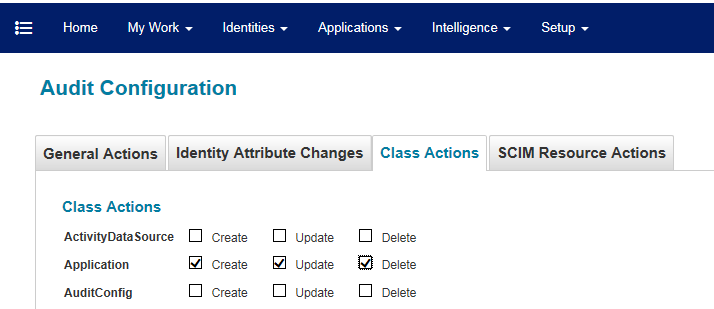 Home My Work Identities Applications Intelligence Setup
Audit Configuration
General Actions Identity Attribute Changes Class Actions SCIM Resource Actions
Class Actions
ActivityDataSource Create Update Delete
Application Create Update Delete
AuditConfig Create Update Delete